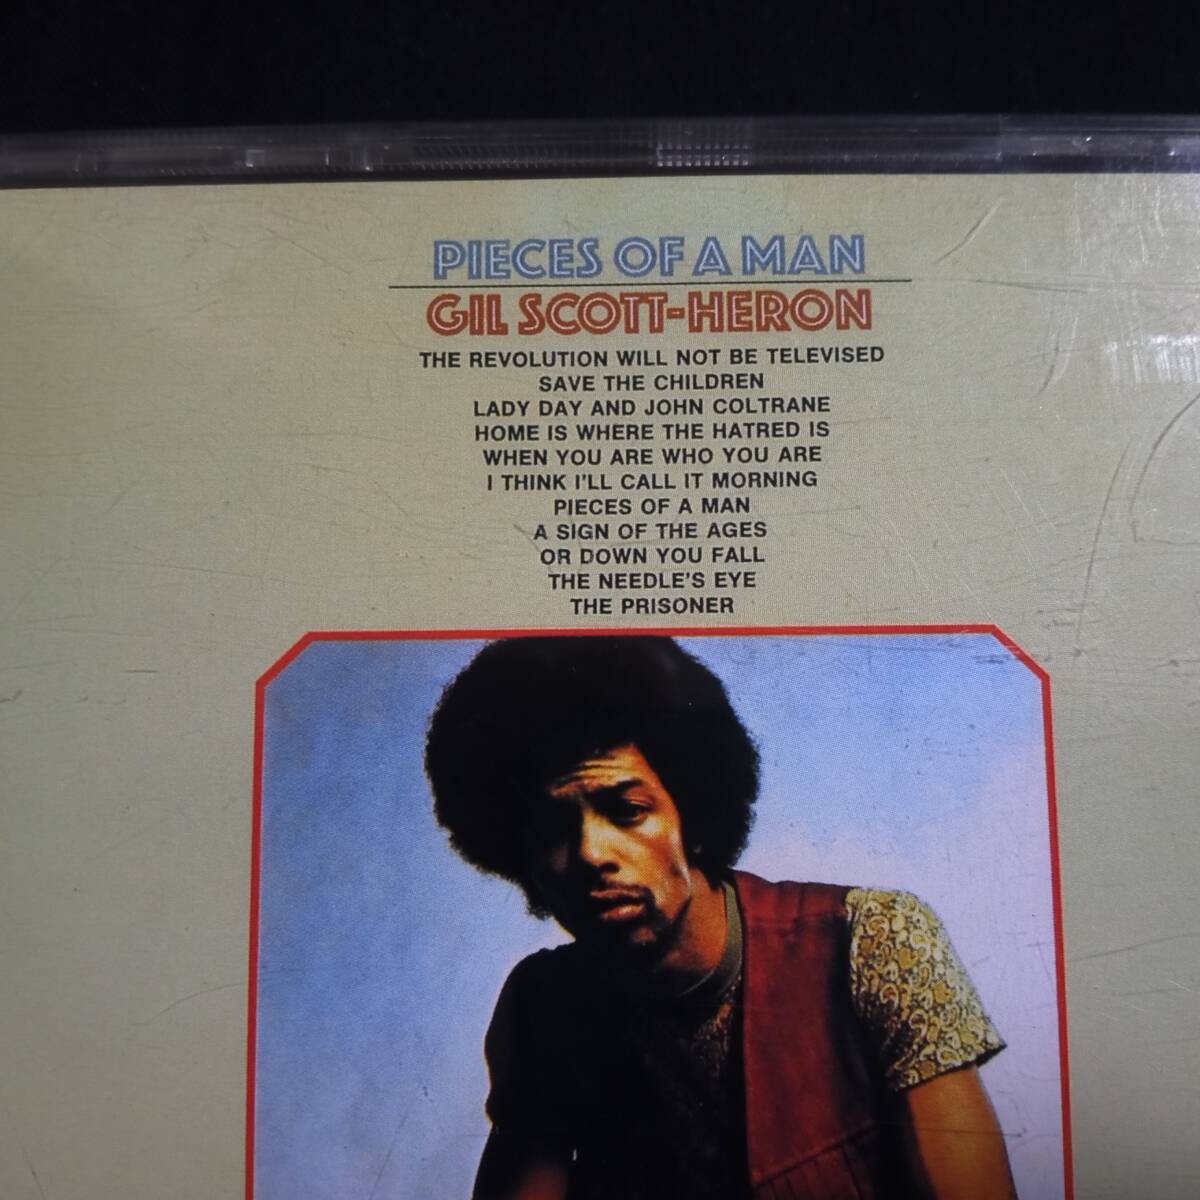 PIECES OF A MAN
GIL SCOTT-HERON
THE REVOLUTION WILL NOT BE TELEVISED
SAVE THE CHILDREN
LADY DAY AND JOHN COLTRANE
HOME IS WHERE THE HATRED IS
WHEN YOU ARE WHO YOU ARE
I THINK I'LL CALL IT MORNING
PIECES OF A MAN
A SIGN OF THE AGES
OR DOWN YOU FALL
THE NEEDLE'S EYE
THE PRISONER